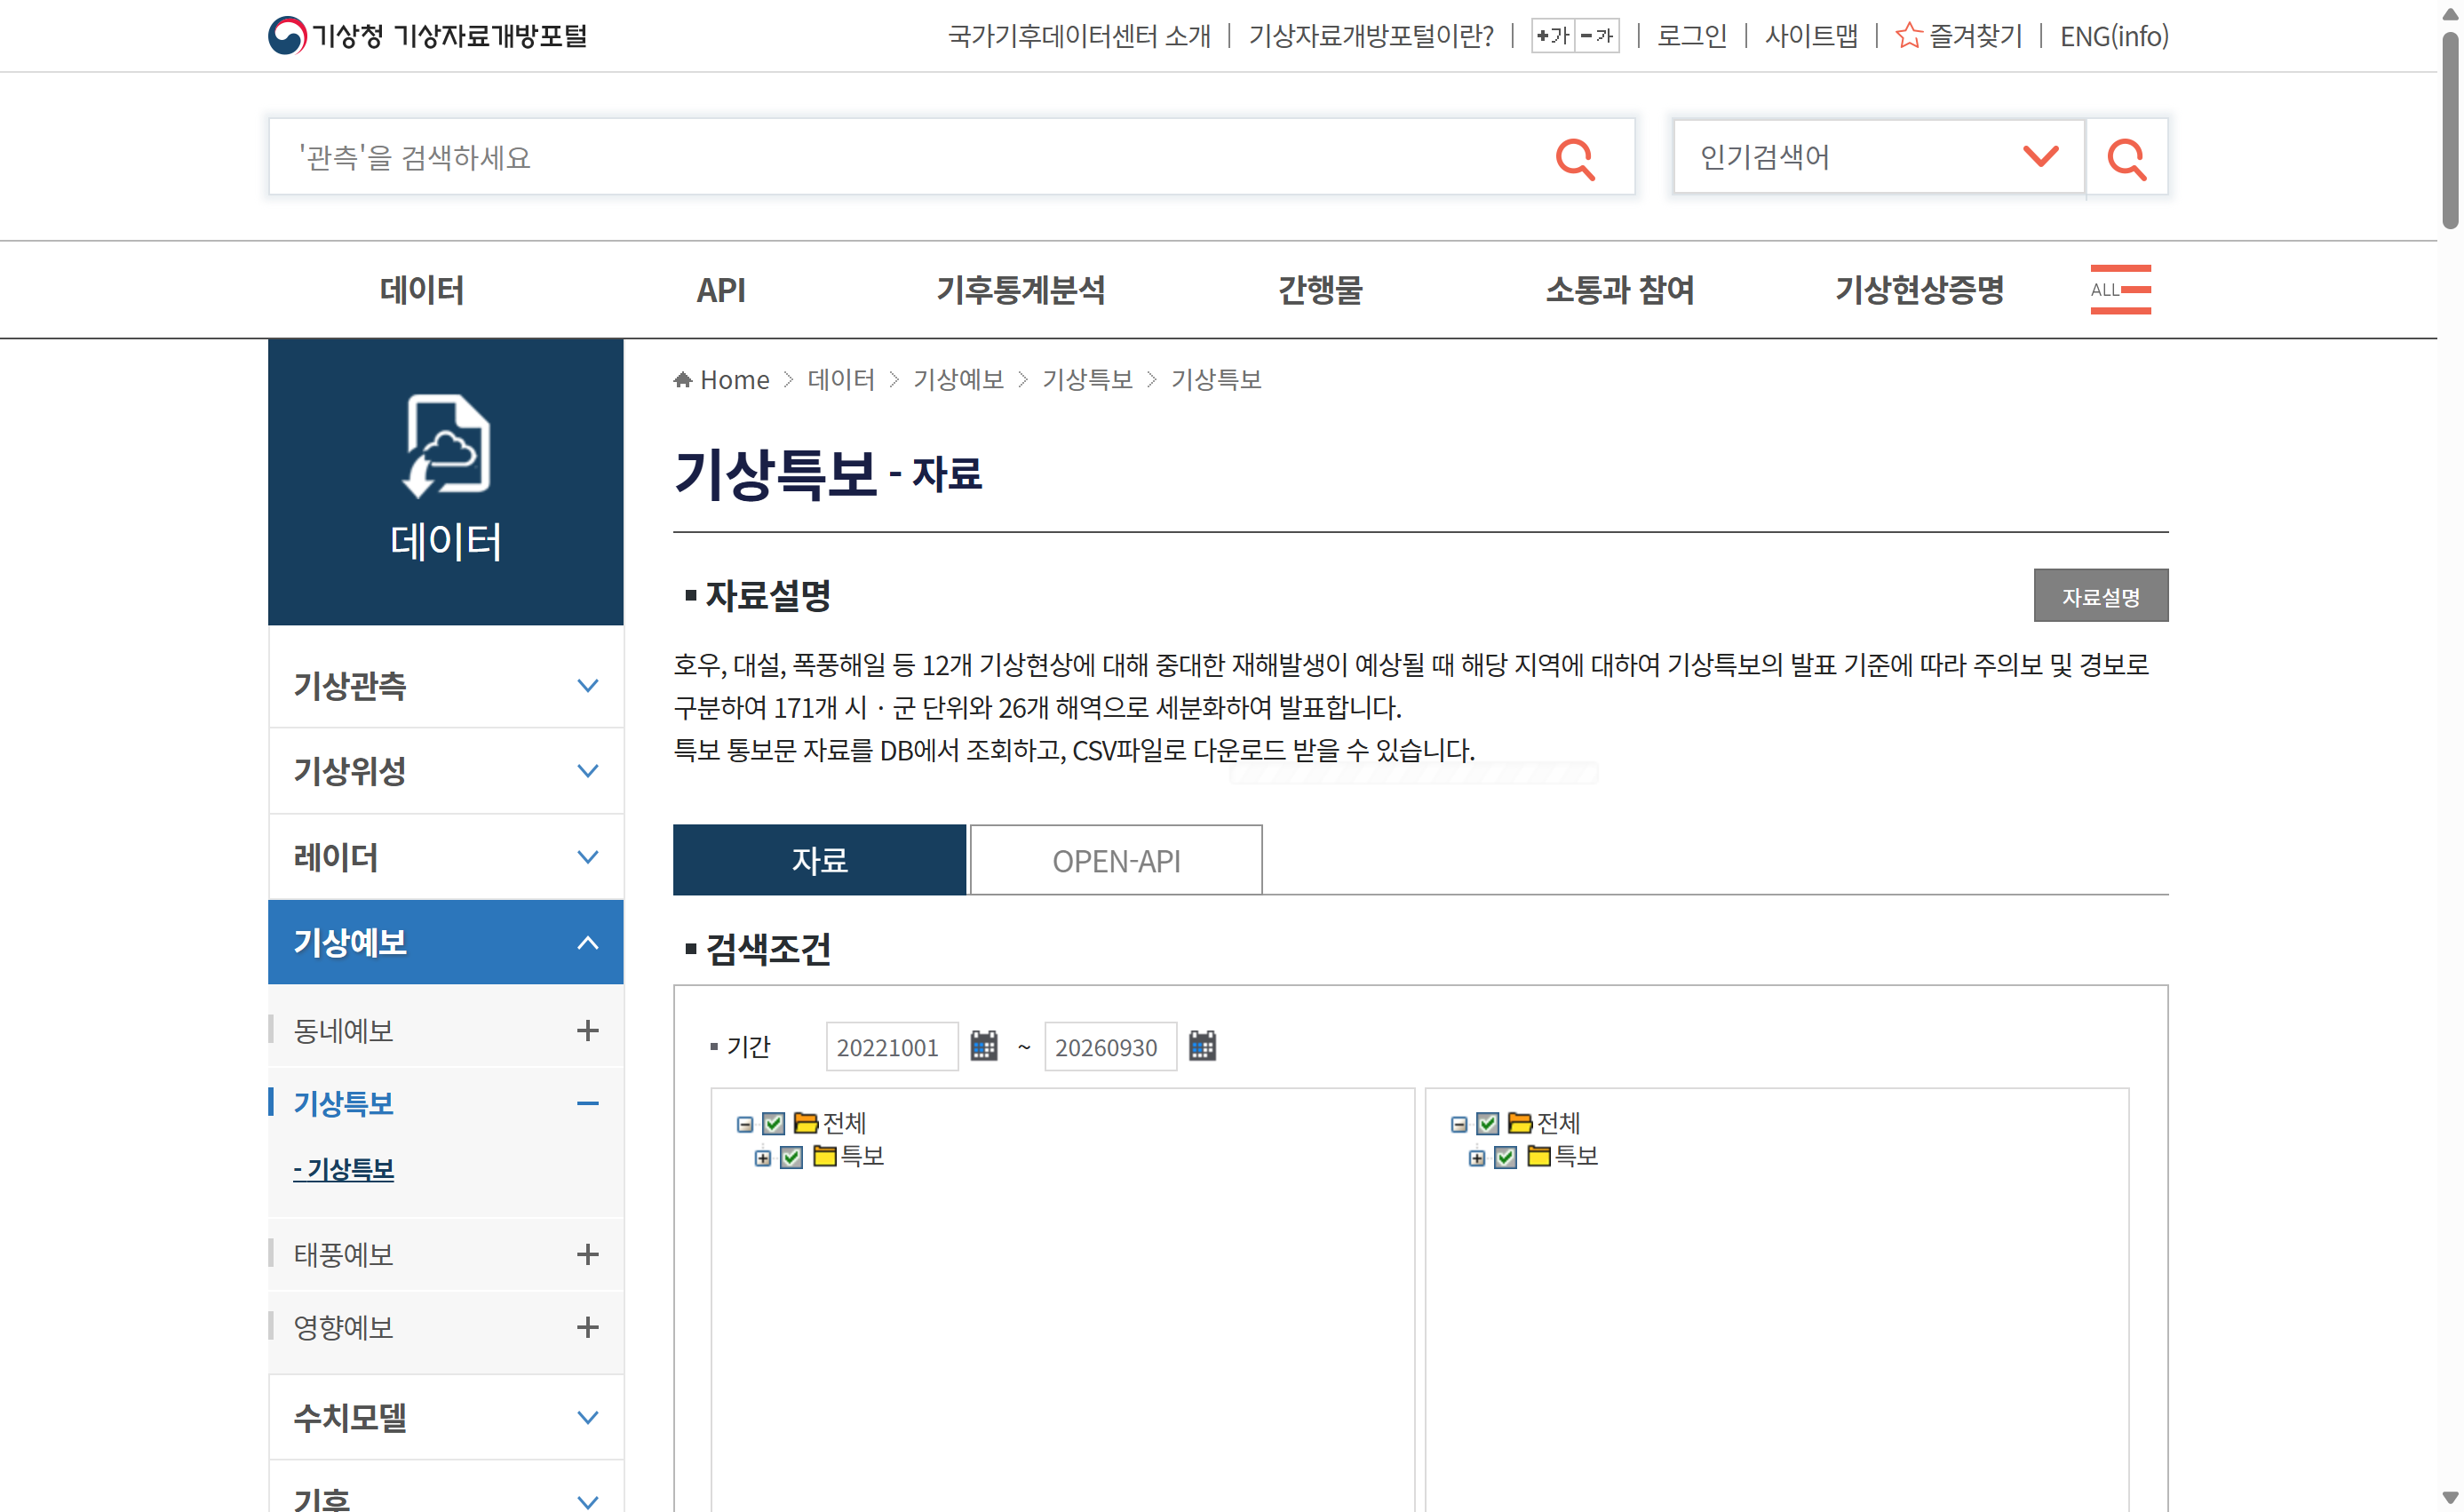 기상청 기상자료개방포털
국가기후데이터센터 소개 | 기상자료개방포털이란? | +가 -가 | 로그인 | 사이트맵 | 즐겨찾기 | ENG(info)
'관측'을 검색하세요
인기검색어
데이터 API 기후통계분석 간행물 소통과 참여 기상현상증명 ALL
데이터
기상관측
기상위성
레이더
기상예보
동네예보
기상특보
- 기상특보
태풍예보
영향예보
수치모델
기후
Home > 데이터 > 기상예보 > 기상특보 > 기상특보
기상특보 - 자료
자료설명
자료설명
호우, 대설, 폭풍해일 등 12개 기상현상에 대해 중대한 재해발생이 예상될 때 해당 지역에 대하여 기상특보의 발표 기준에 따라 주의보 및 경보로
구분하여 171개 시 · 군 단위와 26개 해역으로 세분화하여 발표합니다.
특보 통보문 자료를 DB에서 조회하고, CSV파일로 다운로드 받을 수 있습니다.
자료 OPEN-API
검색조건
기간 20221001 ~ 20260930
전체
특보
전체
특보